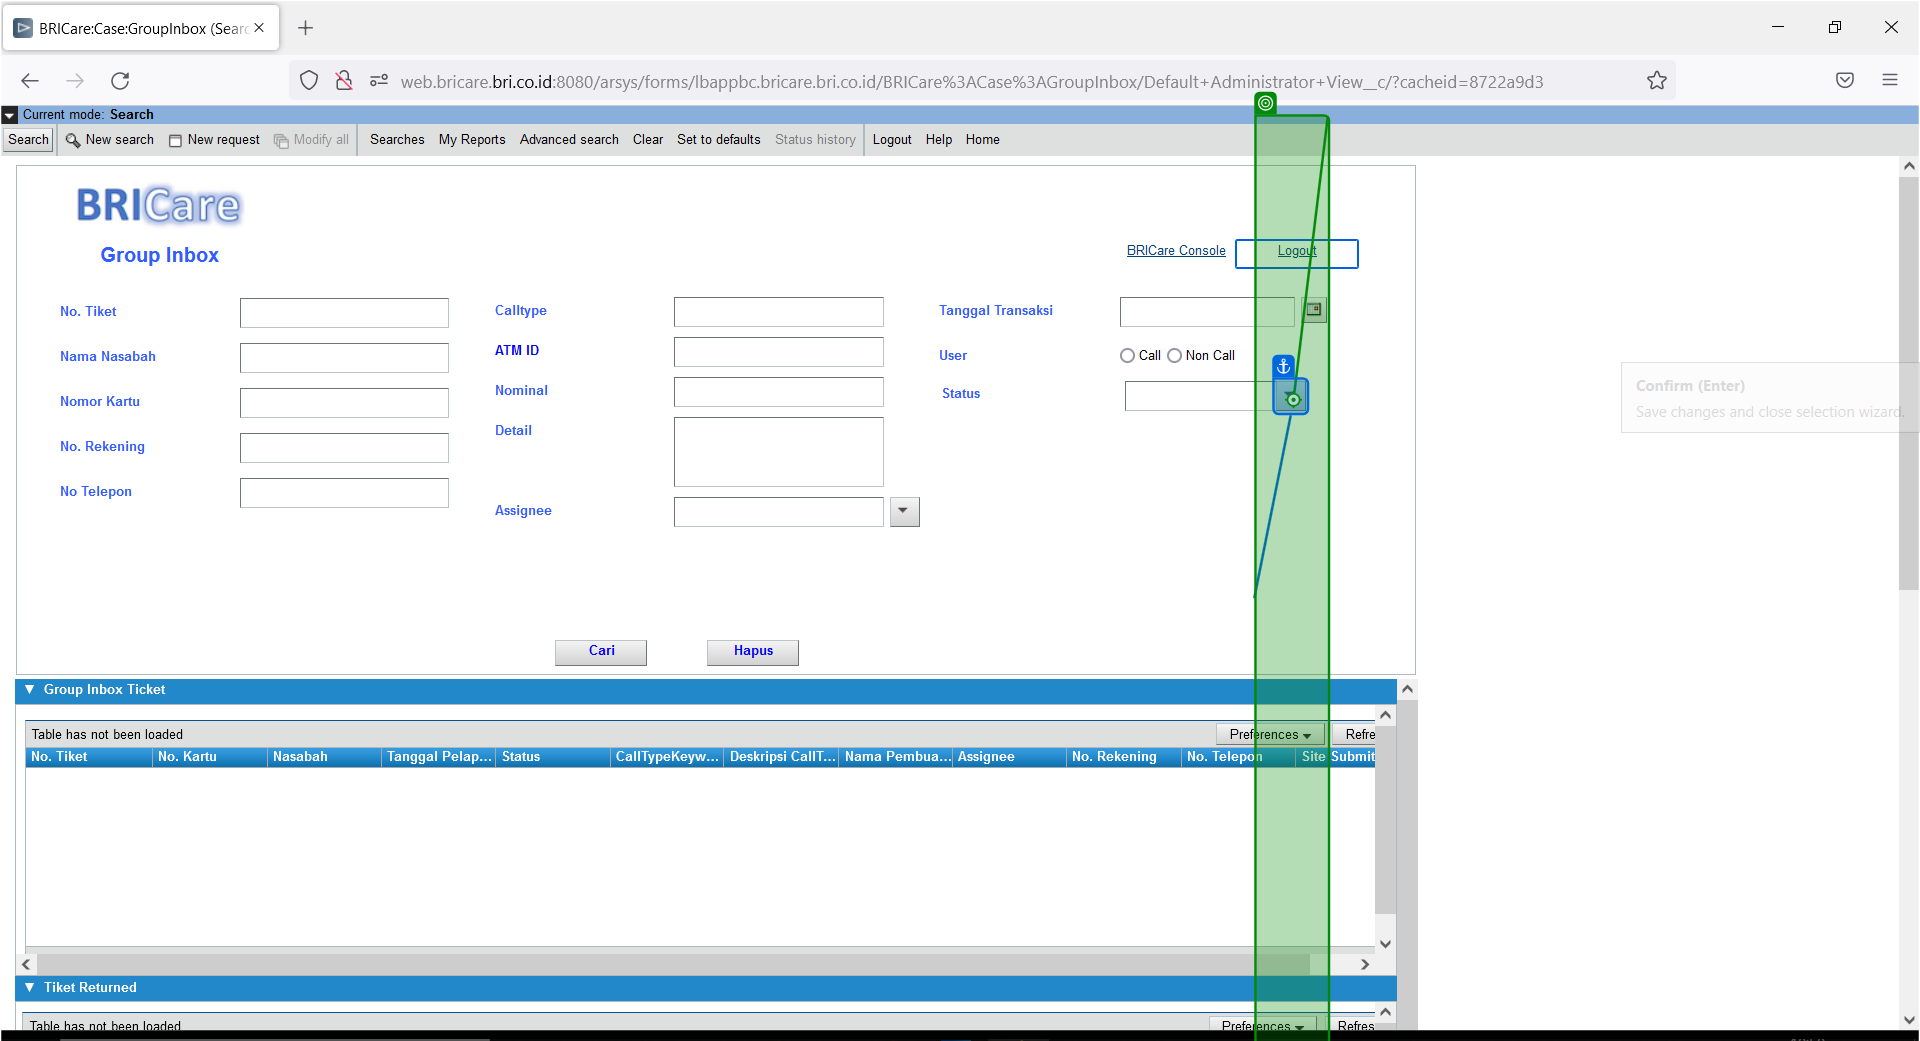 BRICare:Case:GroupInbox (Searc
web.bricare.bri.co.id:8080/arsys/forms/lbappbc.bricare.bri.co.id/BRICare%3ACase%3AGroupInbox/Default+Administrator+View__c/?cacheid=8722a9d3
Current mode: Search
Search New search New request Modify all Searches My Reports Advanced search Clear Set to defaults Status history Logout Help Home
BRICare
Group Inbox
BRICare Console Logout
No. Tiket Calltype Tanggal Transaksi
Nama Nasabah ATM ID User Call Non Call
Nomor Kartu Nominal Status
No. Rekening Detail
No Telepon Assignee
Confirm (Enter)
Save changes and close selection wizard.
Cari Hapus
Group Inbox Ticket
Table has not been loaded Preferences Refre
No. Tiket No. Kartu Nasabah Tanggal Pelap... Status CallTypeKeyw... Deskripsi CallT... Nama Pembua... Assignee No. Rekening No. Telepon Site Submit
Tiket Returned
Table has not been loaded Preferences Refres